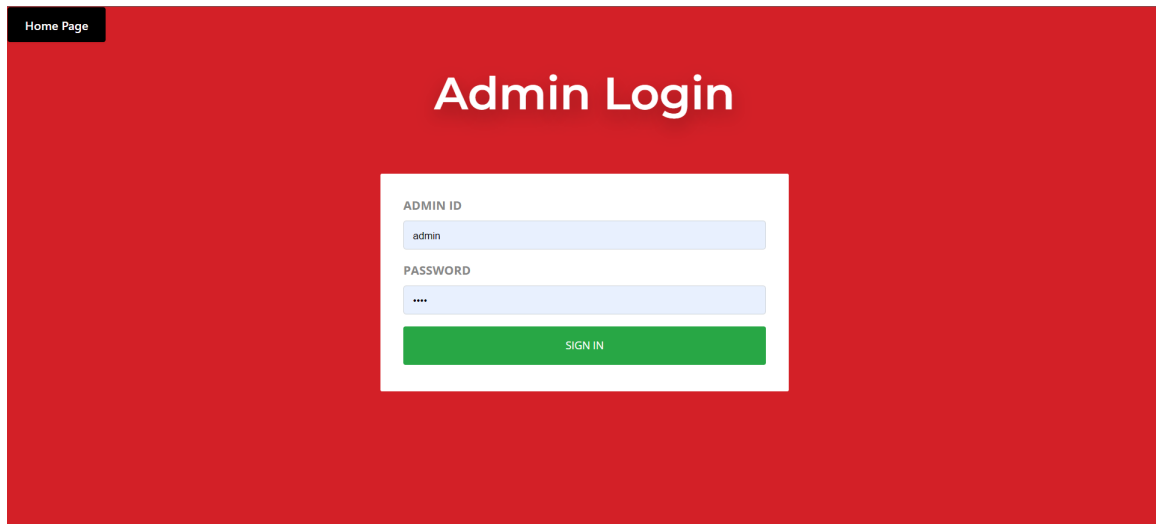 Home Page
Admin Login
ADMIN ID
admin
PASSWORD
••••
SIGN IN